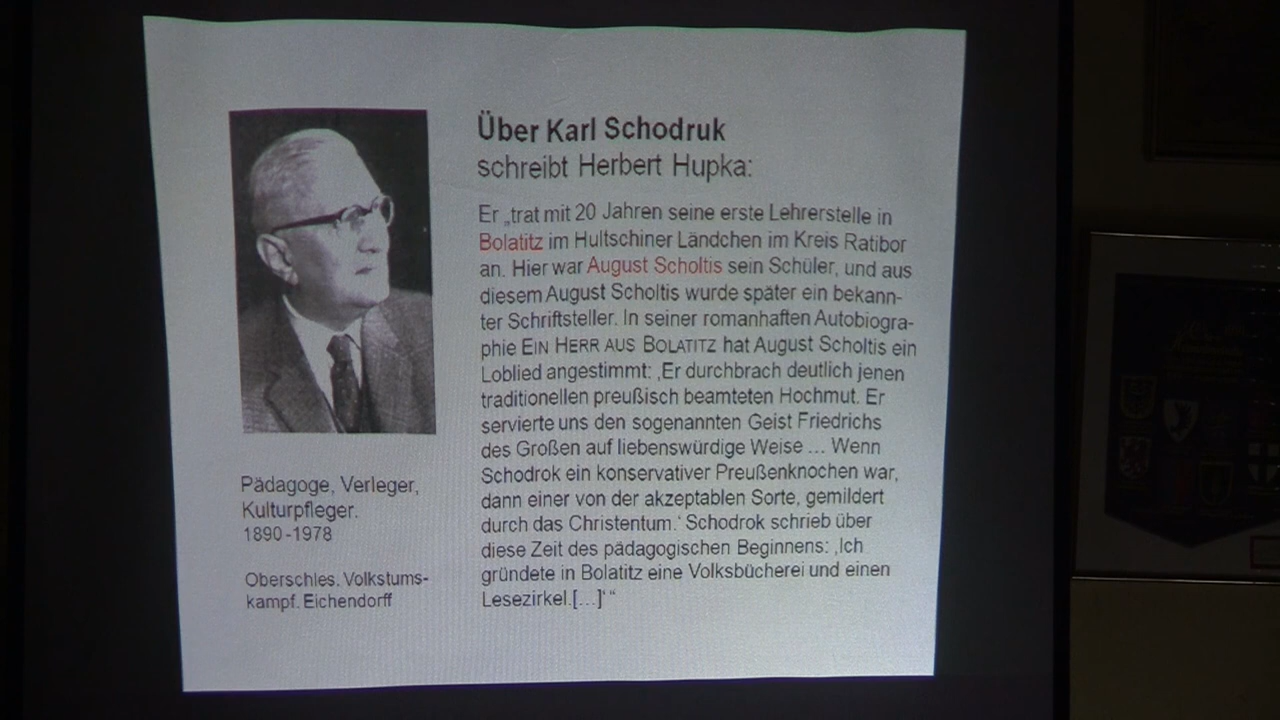 Über Karl Schodruk
schreibt Herbert Hupka:
Er „trat mit 20 Jahren seine erste Lehrerstelle in
Bolatitz im Hultschiner Ländchen im Kreis Ratibor
an. Hier war August Scholtis sein Schüler, und aus
diesem August Scholtis wurde später ein bekann-
ter Schriftsteller. In seiner romanhaften Autobiogra-
phie EIN HERR AUS BOLATITZ hat August Scholtis ein
Loblied angestimmt: ‚Er durchbrach deutlich jenen
traditionellen preußisch beamteten Hochmut. Er
servierte uns den sogenannten Geist Friedrichs
des Großen auf liebenswürdige Weise ... Wenn
Schodrok ein konservativer Preußenknochen war,
dann einer von der akzeptablen Sorte, gemildert
durch das Christentum.‘ Schodrok schrieb über
diese Zeit des pädagogischen Beginnens: ‚Ich
gründete in Bolatitz eine Volksbücherei und einen
Lesezirkel.[...]‘“
Pädagoge, Verleger,
Kulturpfleger.
1890-1978
Oberschles. Volkstums-
kampf. Eichendorff